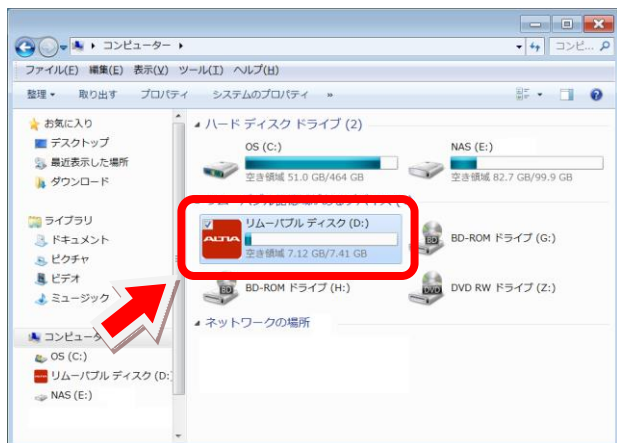 コンピューター
コンピ...
ファイル(F) 編集(E) 表示(V) ツール(T) ヘルプ(H)
整理 取り出す プロパティ システムのプロパティ »
お気に入り
デスクトップ
最近表示した場所
ダウンロード
ライブラリ
ドキュメント
ピクチャ
ビデオ
ミュージック
コンピュータ
OS (C:)
リムーバブル ディスク (D:)
NAS (E:)
ハード ディスク ドライブ (2)
OS (C:)
空き領域 51.0 GB/464 GB
NAS (E:)
空き領域 82.7 GB/99.9 GB
ALTIA
リムーバブル ディスク (D:)
空き領域 7.12 GB/7.41 GB
BD-ROM ドライブ (G:)
BD-ROM ドライブ (H:)
DVD RW ドライブ (Z:)
ネットワークの場所